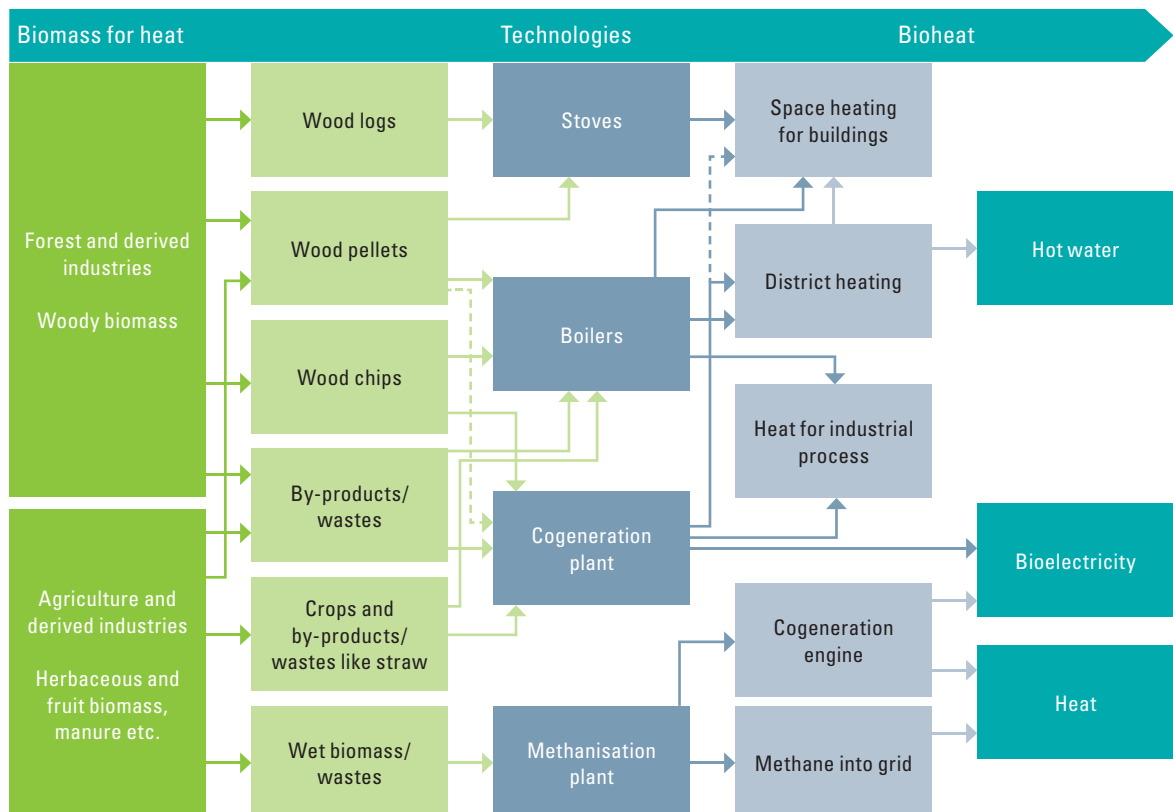 Biomass for heat
Technologies
Bioheat
Forest and derived
industries
Woody biomass
Agriculture and
derived industries
Herbaceous and
fruit biomass,
manure etc.
Wood logs
Wood pellets
Wood chips
By-products/
wastes
Crops and
by-products/
wastes like straw
Wet biomass/
wastes
Stoves
Boilers
Cogeneration
plant
Methanisation
plant
Space heating
for buildings
District heating
Heat for industrial
process
Cogeneration
engine
Methane into grid
Hot water
Bioelectricity
Heat